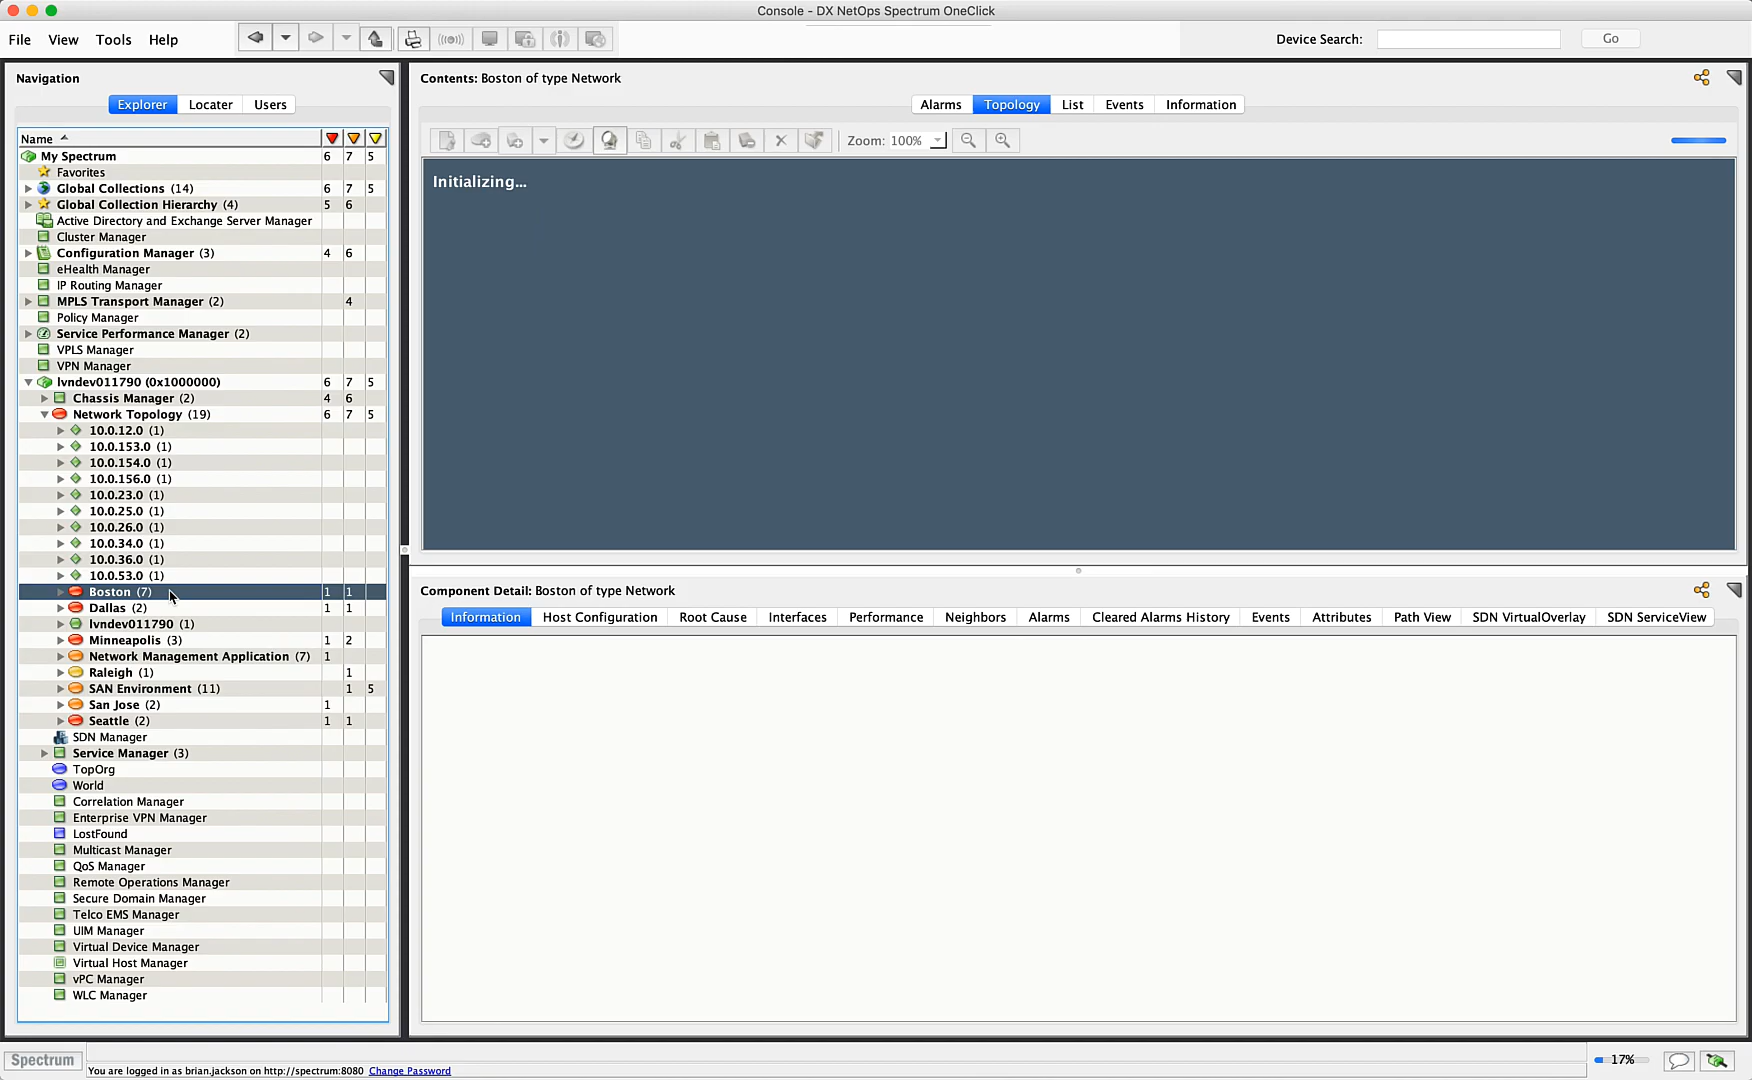 Console - DX NetOps Spectrum OneClick
File View Tools Help
Device Search: Go
Navigation
Explorer Locater Users
Name
My Spectrum 6 7 5
Favorites
Global Collections (14) 6 7 5
Global Collection Hierarchy (4) 5 6
Active Directory and Exchange Server Manager
Cluster Manager
Configuration Manager (3) 4 6
eHealth Manager
IP Routing Manager
MPLS Transport Manager (2) 4
Policy Manager
Service Performance Manager (2)
VPLS Manager
VPN Manager
lvndev011790 (0x1000000) 6 7 5
Chassis Manager (2) 4 6
Network Topology (19) 6 7 5
10.0.12.0 (1)
10.0.153.0 (1)
10.0.154.0 (1)
10.0.156.0 (1)
10.0.23.0 (1)
10.0.25.0 (1)
10.0.26.0 (1)
10.0.34.0 (1)
10.0.36.0 (1)
10.0.53.0 (1)
Boston (7) 1 1
Dallas (2) 1 1
lvndev011790 (1)
Minneapolis (3) 1 2
Network Management Application (7) 1
Raleigh (1) 1
SAN Environment (11) 1 5
San Jose (2) 1
Seattle (2) 1 1
SDN Manager
Service Manager (3)
TopOrg
World
Correlation Manager
Enterprise VPN Manager
LostFound
Multicast Manager
QoS Manager
Remote Operations Manager
Secure Domain Manager
Telco EMS Manager
UIM Manager
Virtual Device Manager
Virtual Host Manager
vPC Manager
WLC Manager
Contents: Boston of type Network
Alarms Topology List Events Information
Zoom: 100%
Initializing...
Component Detail: Boston of type Network
Information Host Configuration Root Cause Interfaces Performance Neighbors Alarms Cleared Alarms History Events Attributes Path View SDN VirtualOverlay SDN ServiceView
Spectrum
You are logged in as brian.jackson on http://spectrum:8080 Change Password
17%